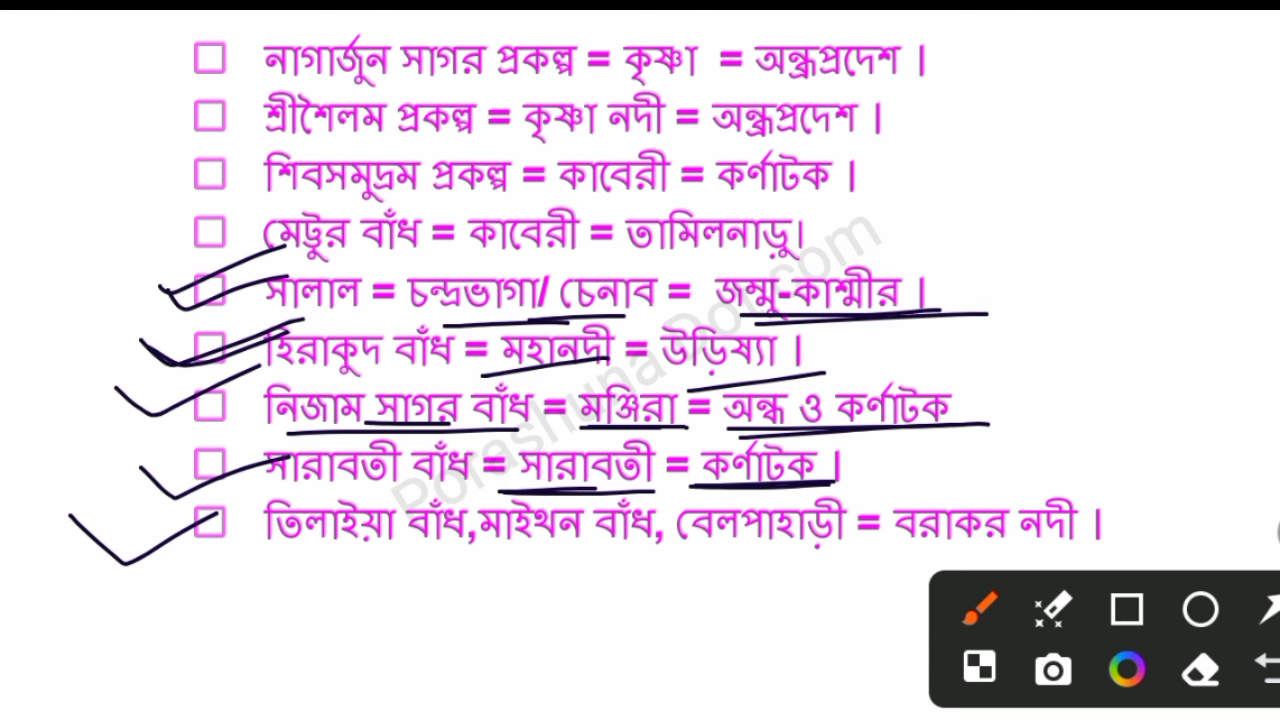 নাগার্জুন সাগর প্রকল্প = কৃষ্ণা = অন্ধ্রপ্রদেশ ।
শ্রীশৈলম প্রকল্প = কৃষ্ণা নদী = অন্ধ্রপ্রদেশ ।
শিবসমুদ্রম প্রকল্প = কাবেরী = কর্ণাটক ।
মেট্টুর বাঁধ = কাবেরী = তামিলনাড়ু।
সালাল = চন্দ্রভাগা/ চেনাব = জম্মু-কাশ্মীর ।
হিরাকুদ বাঁধ = মহানদী = উড়িষ্যা ।
নিজাম সাগর বাঁধ = মঞ্জিরা = অন্ধ ও কর্ণাটক
সারাবতী বাঁধ = সারাবতী = কর্ণাটক ।
তিলাইয়া বাঁধ,মাইথন বাঁধ, বেলপাহাড়ী = বরাকর নদী ।
PorashunaDot.com